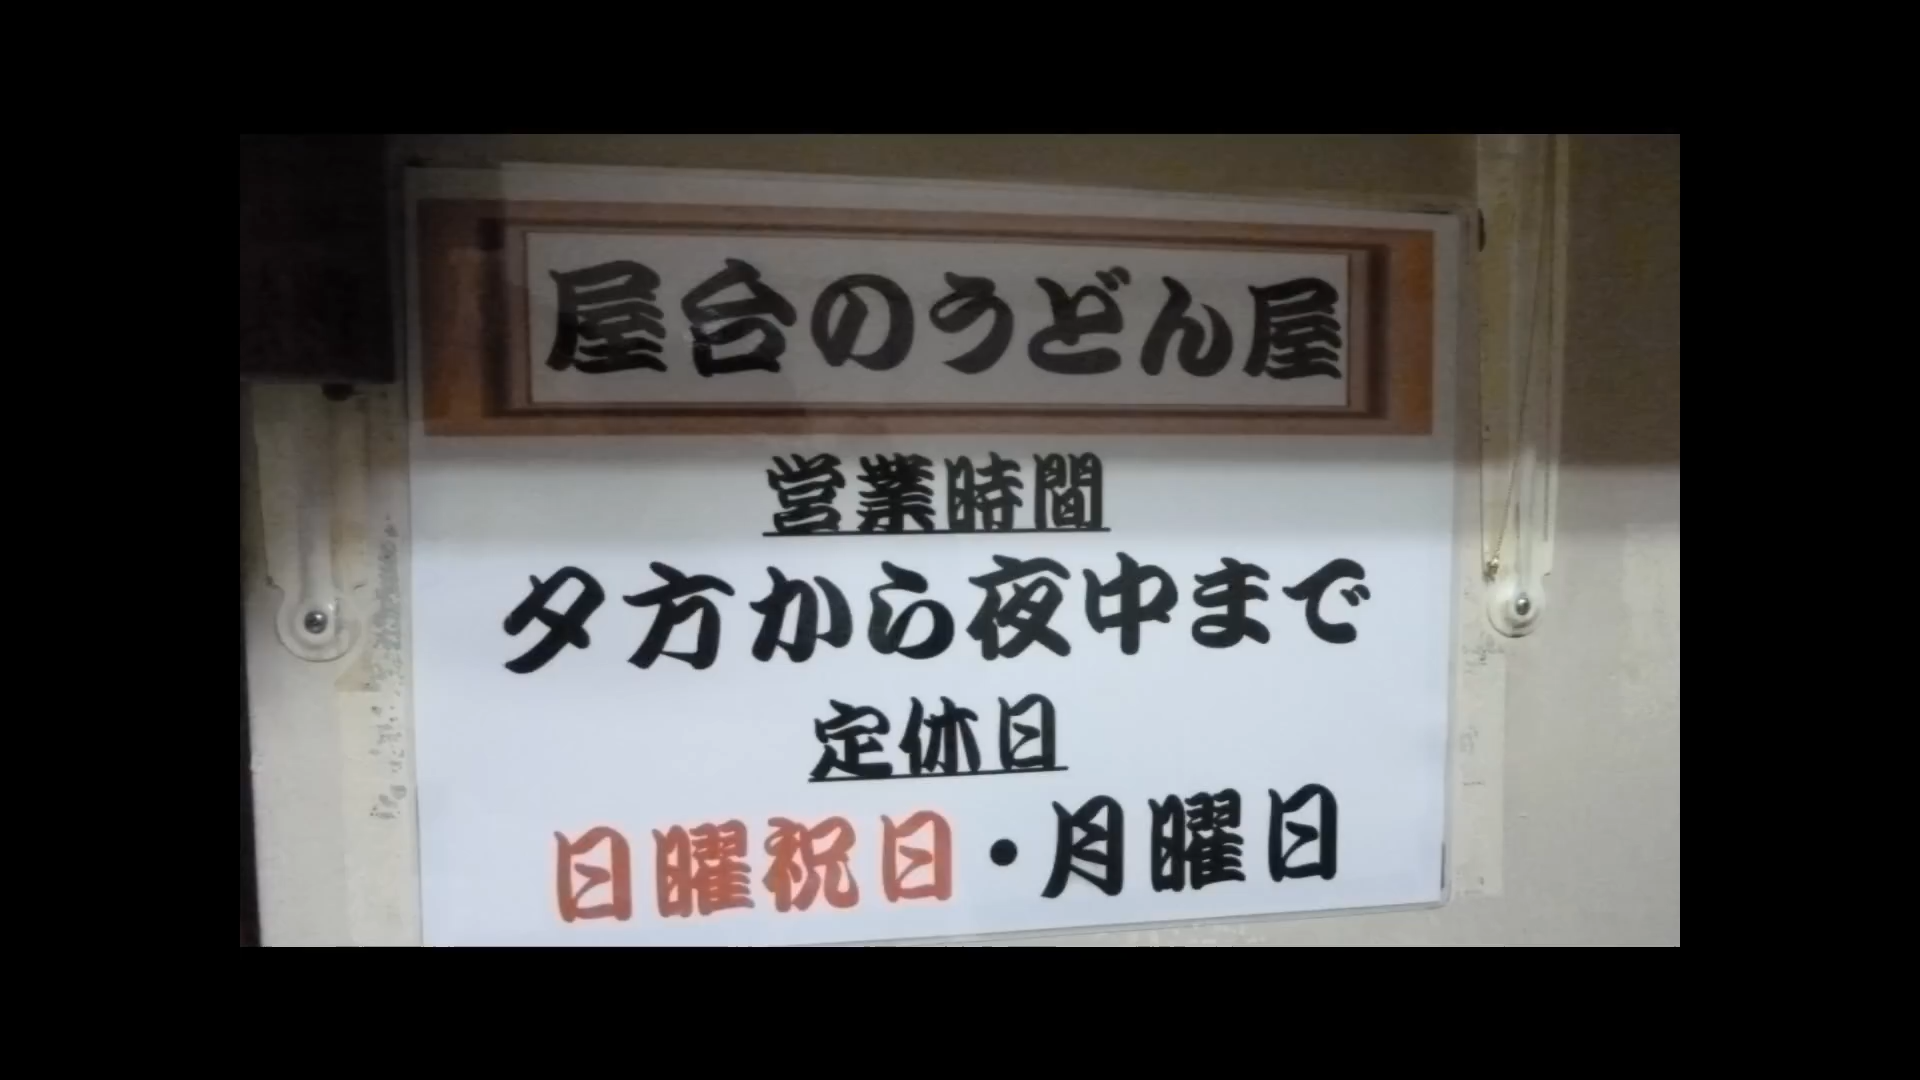 屋台のうどん屋
営業時間
夕方から夜中まで
定休日
日曜祝日・月曜日